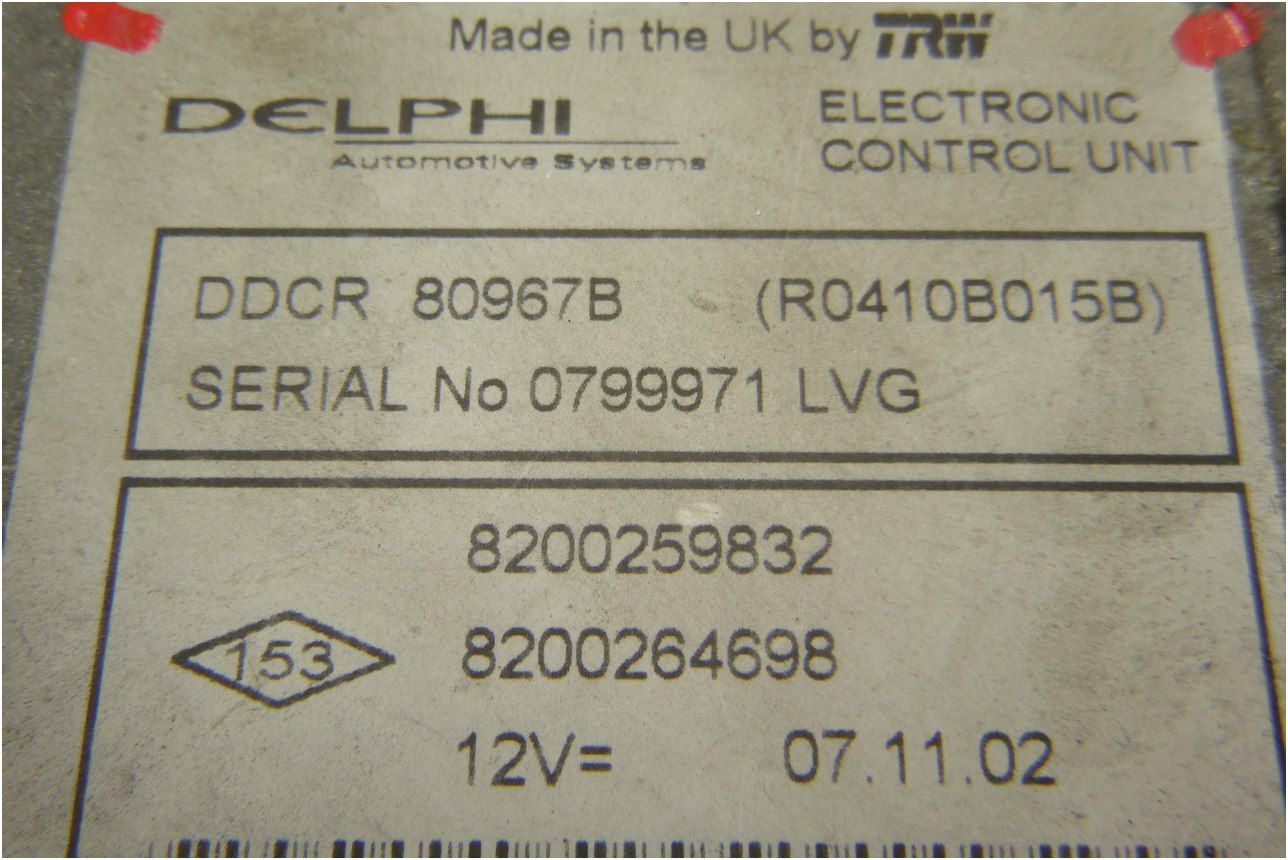 Made in the UK by TRW
DELPHI
Automotive Systems
ELECTRONIC
CONTROL UNIT
DDCR 80967B (R0410B015B)
SERIAL No 0799971 LVG
8200259832
153 8200264698
12V= 07.11.02